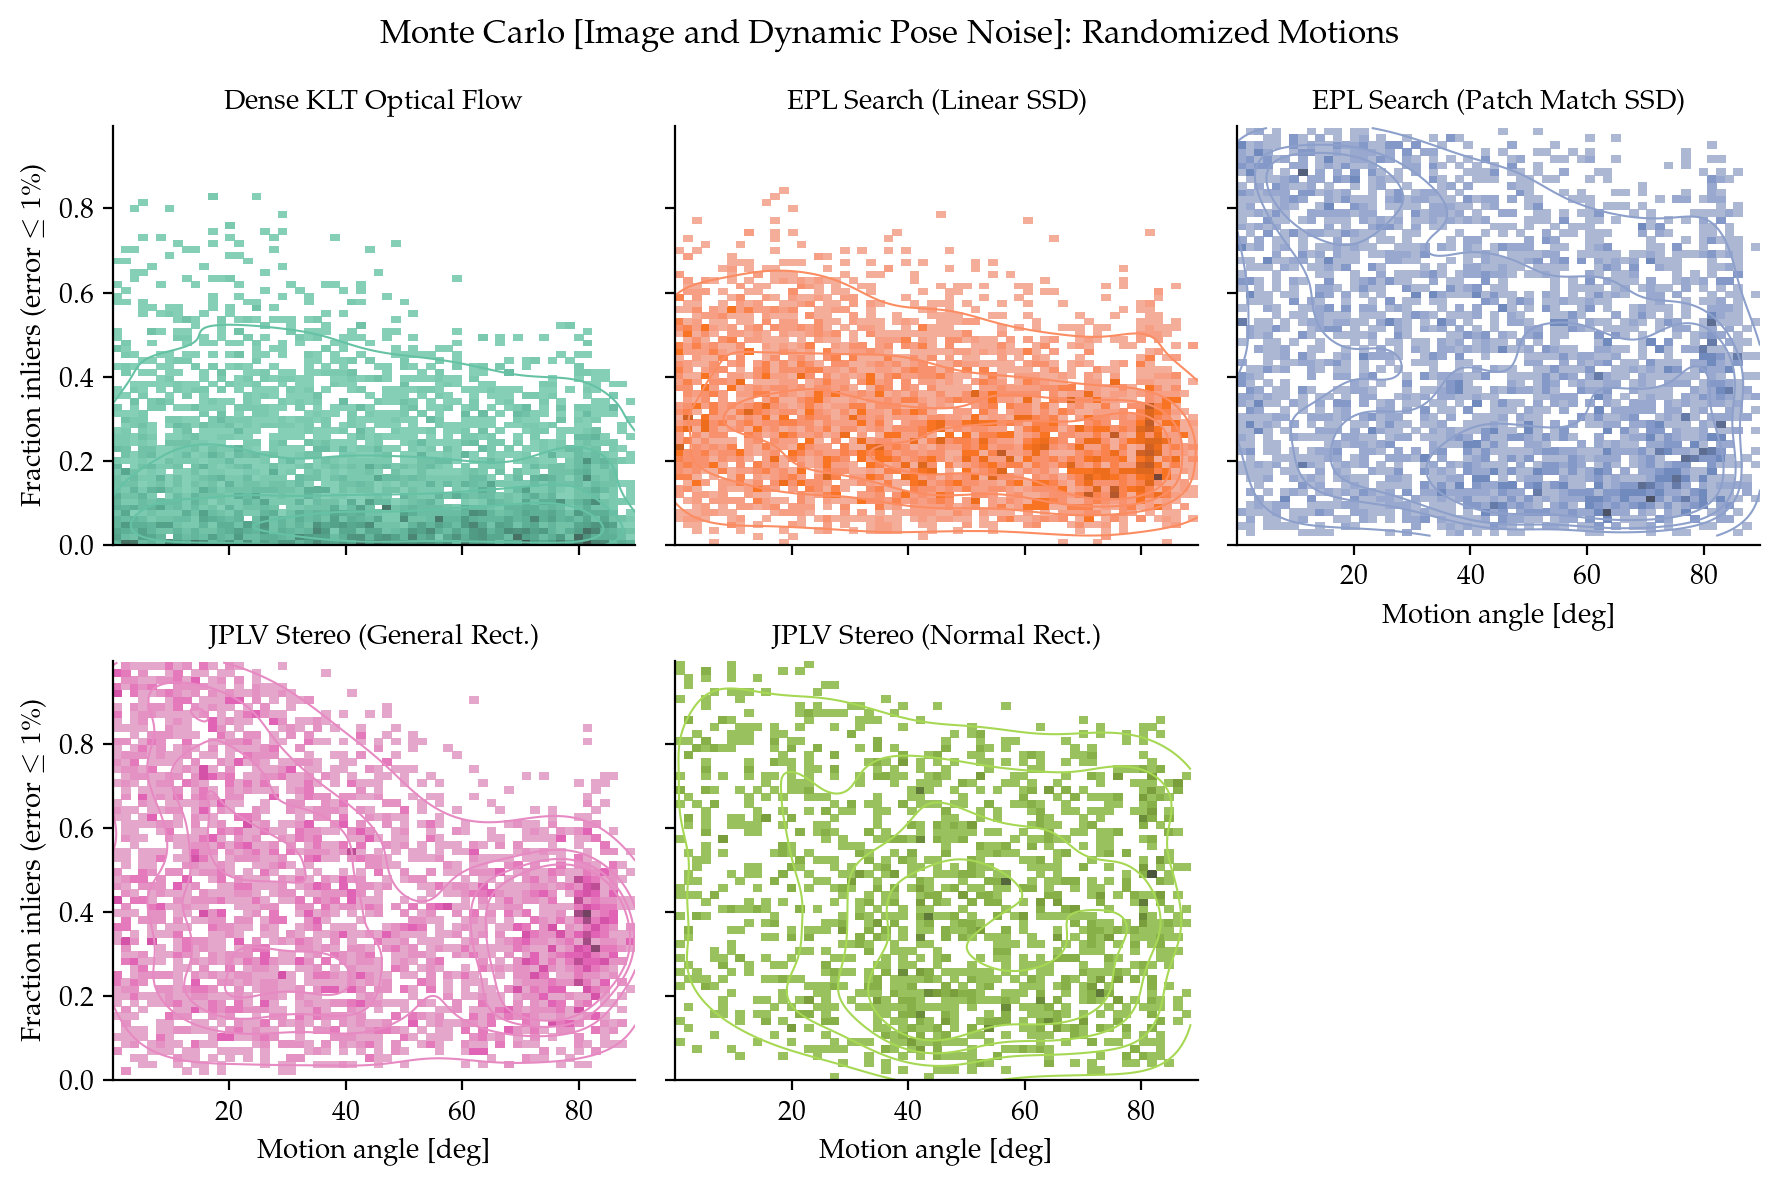 Monte Carlo [Image and Dynamic Pose Noise]: Randomized Motions
Dense KLT Optical Flow
EPL Search (Linear SSD)
EPL Search (Patch Match SSD)
Fraction inliers (error ≤ 1%)
0.8
0.6
0.4
0.2
0.0
20 40 60 80
Motion angle [deg]
JPLV Stereo (General Rect.)
JPLV Stereo (Normal Rect.)
Fraction inliers (error ≤ 1%)
0.8
0.6
0.4
0.2
0.0
20 40 60 80
20 40 60 80
Motion angle [deg]
Motion angle [deg]